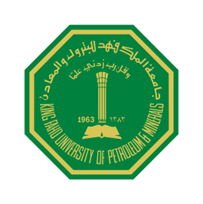 جامعة الملك فهد للبترول والمعادن
وقل رب زدني علما
1963 ١٣٨٣
KING FAHD UNIVERSITY OF PETROLEUM & MINERALS